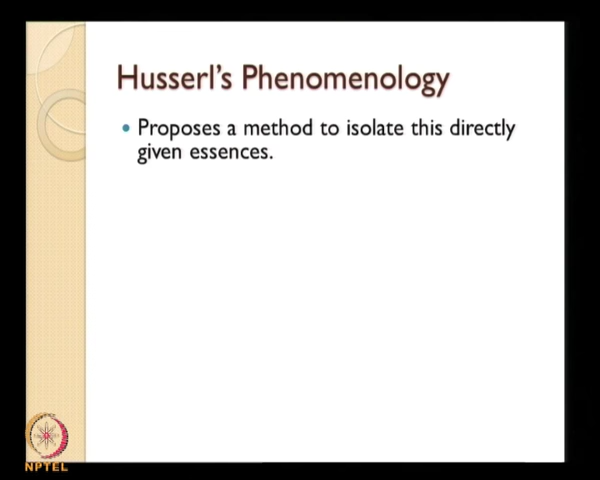 Husserl's Phenomenology
• Proposes a method to isolate this directly
given essences.
NPTEL